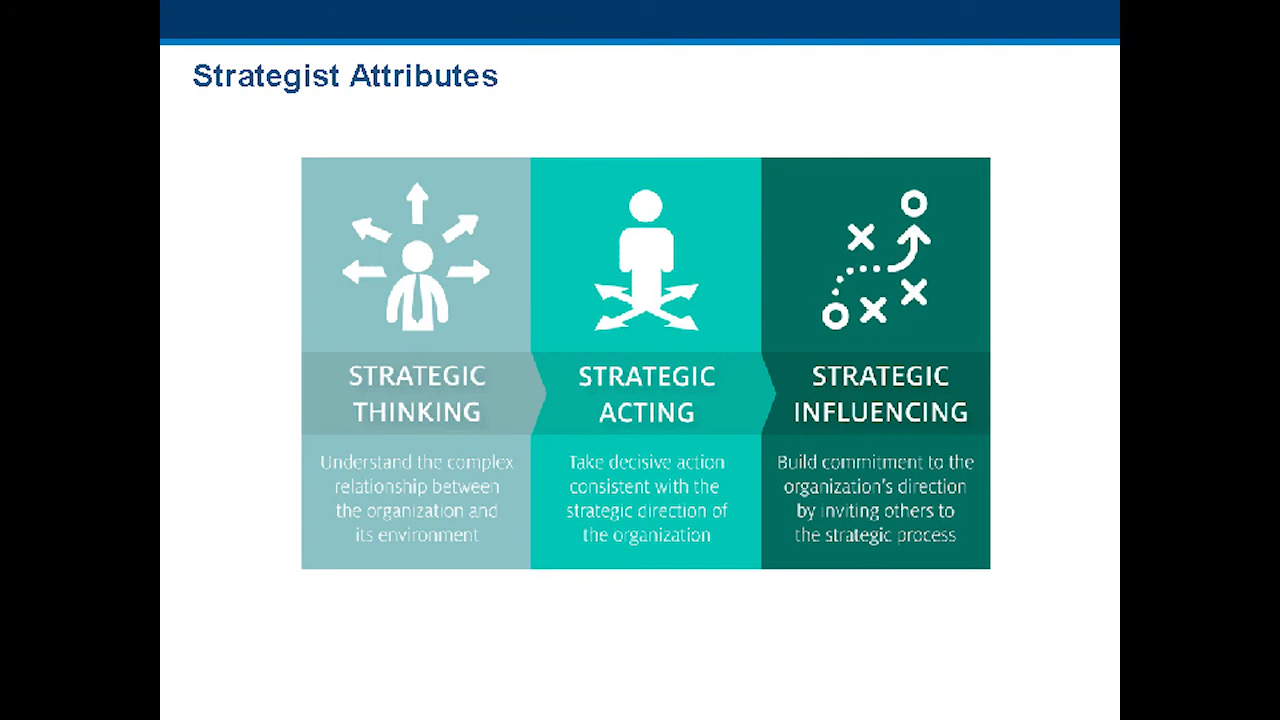 Strategist Attributes
STRATEGIC
THINKING
Understand the complex
relationship between
the organization and
its environment
STRATEGIC
ACTING
Take decisive action
consistent with the
strategic direction of
the organization
STRATEGIC
INFLUENCING
Build commitment to the
organization's direction
by inviting others to
the strategic process